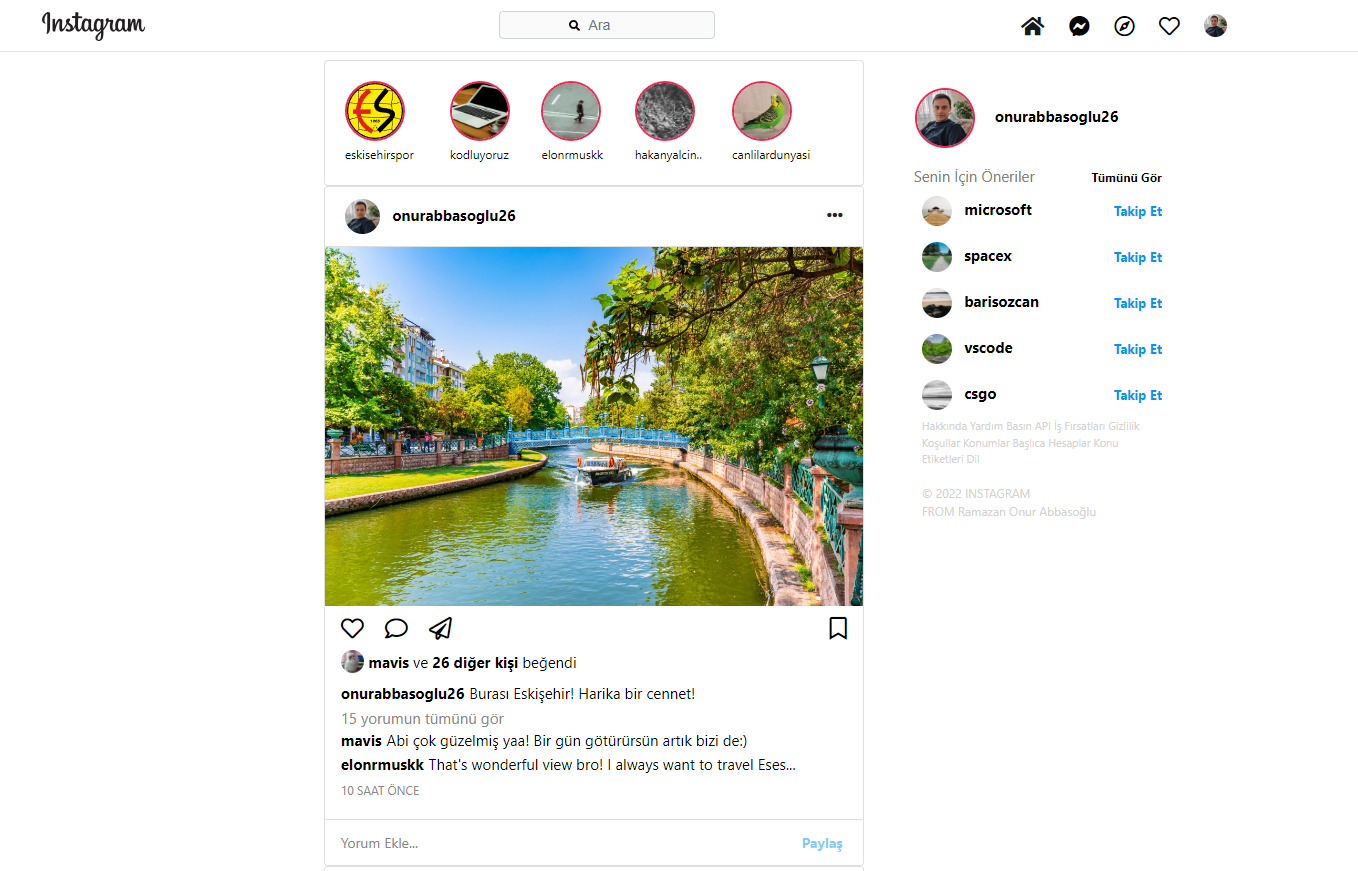 Instagram
Ara
eskisehirspor
kodluyoruz
elonrmuskk
hakanyalcin..
canlilardunyasi
onurabbasoglu26
onurabbasoglu26
Senin İçin Öneriler
Tümünü Gör
microsoft
Takip Et
spacex
Takip Et
barisozcan
Takip Et
vscode
Takip Et
csgo
Takip Et
Hakkında Yardım Basın API İş Fırsatları Gizlilik
Koşullar Konumlar Başlıca Hesaplar Konu
Etiketleri Dil
© 2022 INSTAGRAM
FROM Ramazan Onur Abbasoğlu
mavis ve 26 diğer kişi beğendi
onurabbasoglu26 Burası Eskişehir! Harika bir cennet!
15 yorumun tümünü gör
mavis Abi çok güzelmiş yaa! Bir gün götürürsün artık bizi de:)
elonrmuskk That's wonderful view bro! I always want to travel Eses...
10 SAAT ÖNCE
Yorum Ekle...
Paylaş